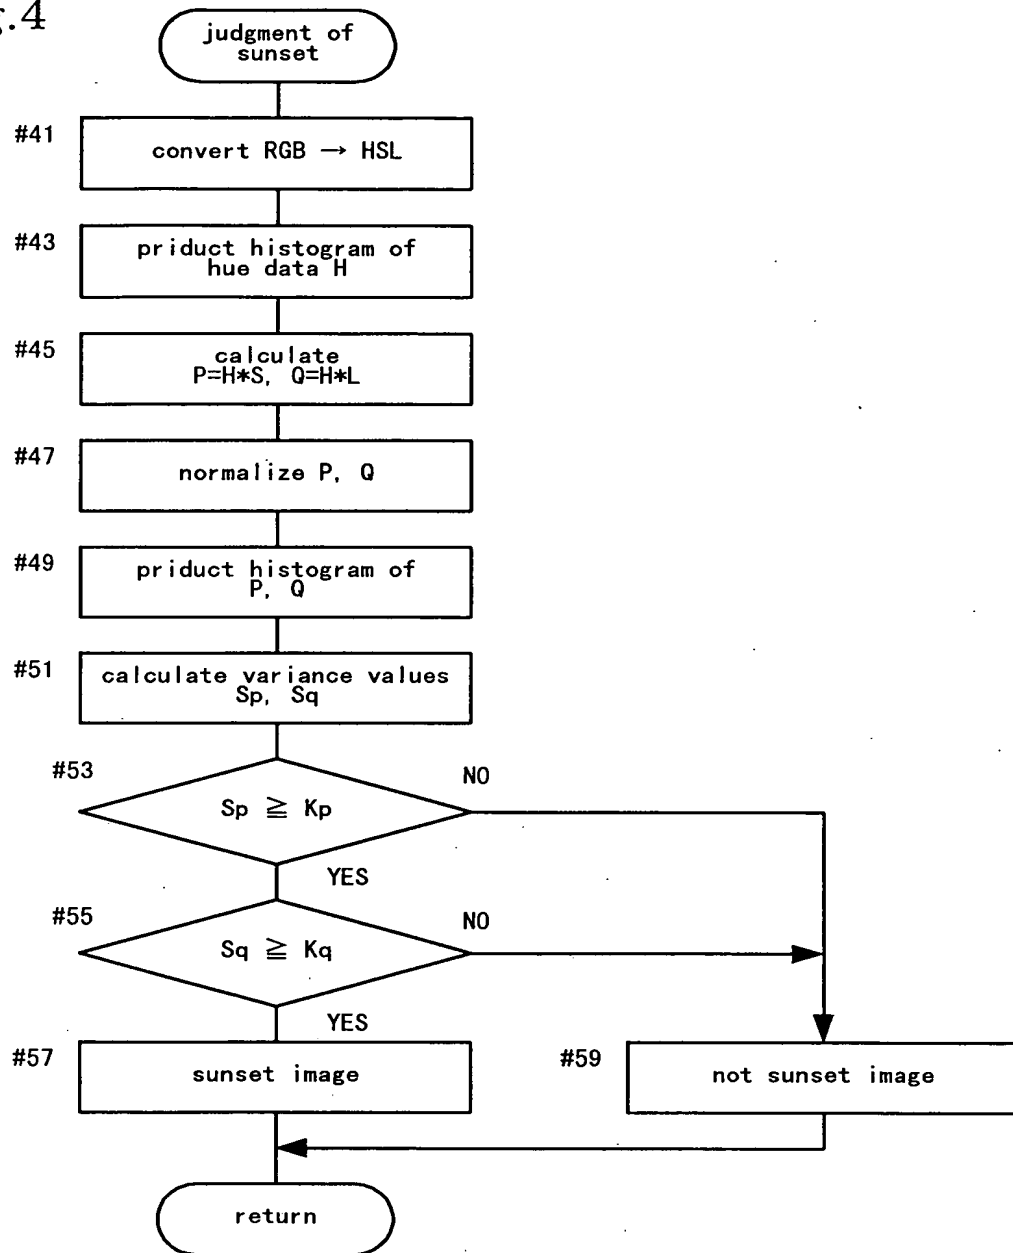 .4
judgment of
sunset
#41
convert RGB → HSL
#43
priduct histogram of
hue data H
#45
calculate
P=H*S, Q=H*L
#47
normalize P, Q
#49
priduct histogram of
P, Q
#51
calculate variance values
Sp, Sq
#53
Sp ≧ Kp
NO
YES
#55
Sq ≧ Kq
NO
YES
#57
sunset image
#59
not sunset image
return